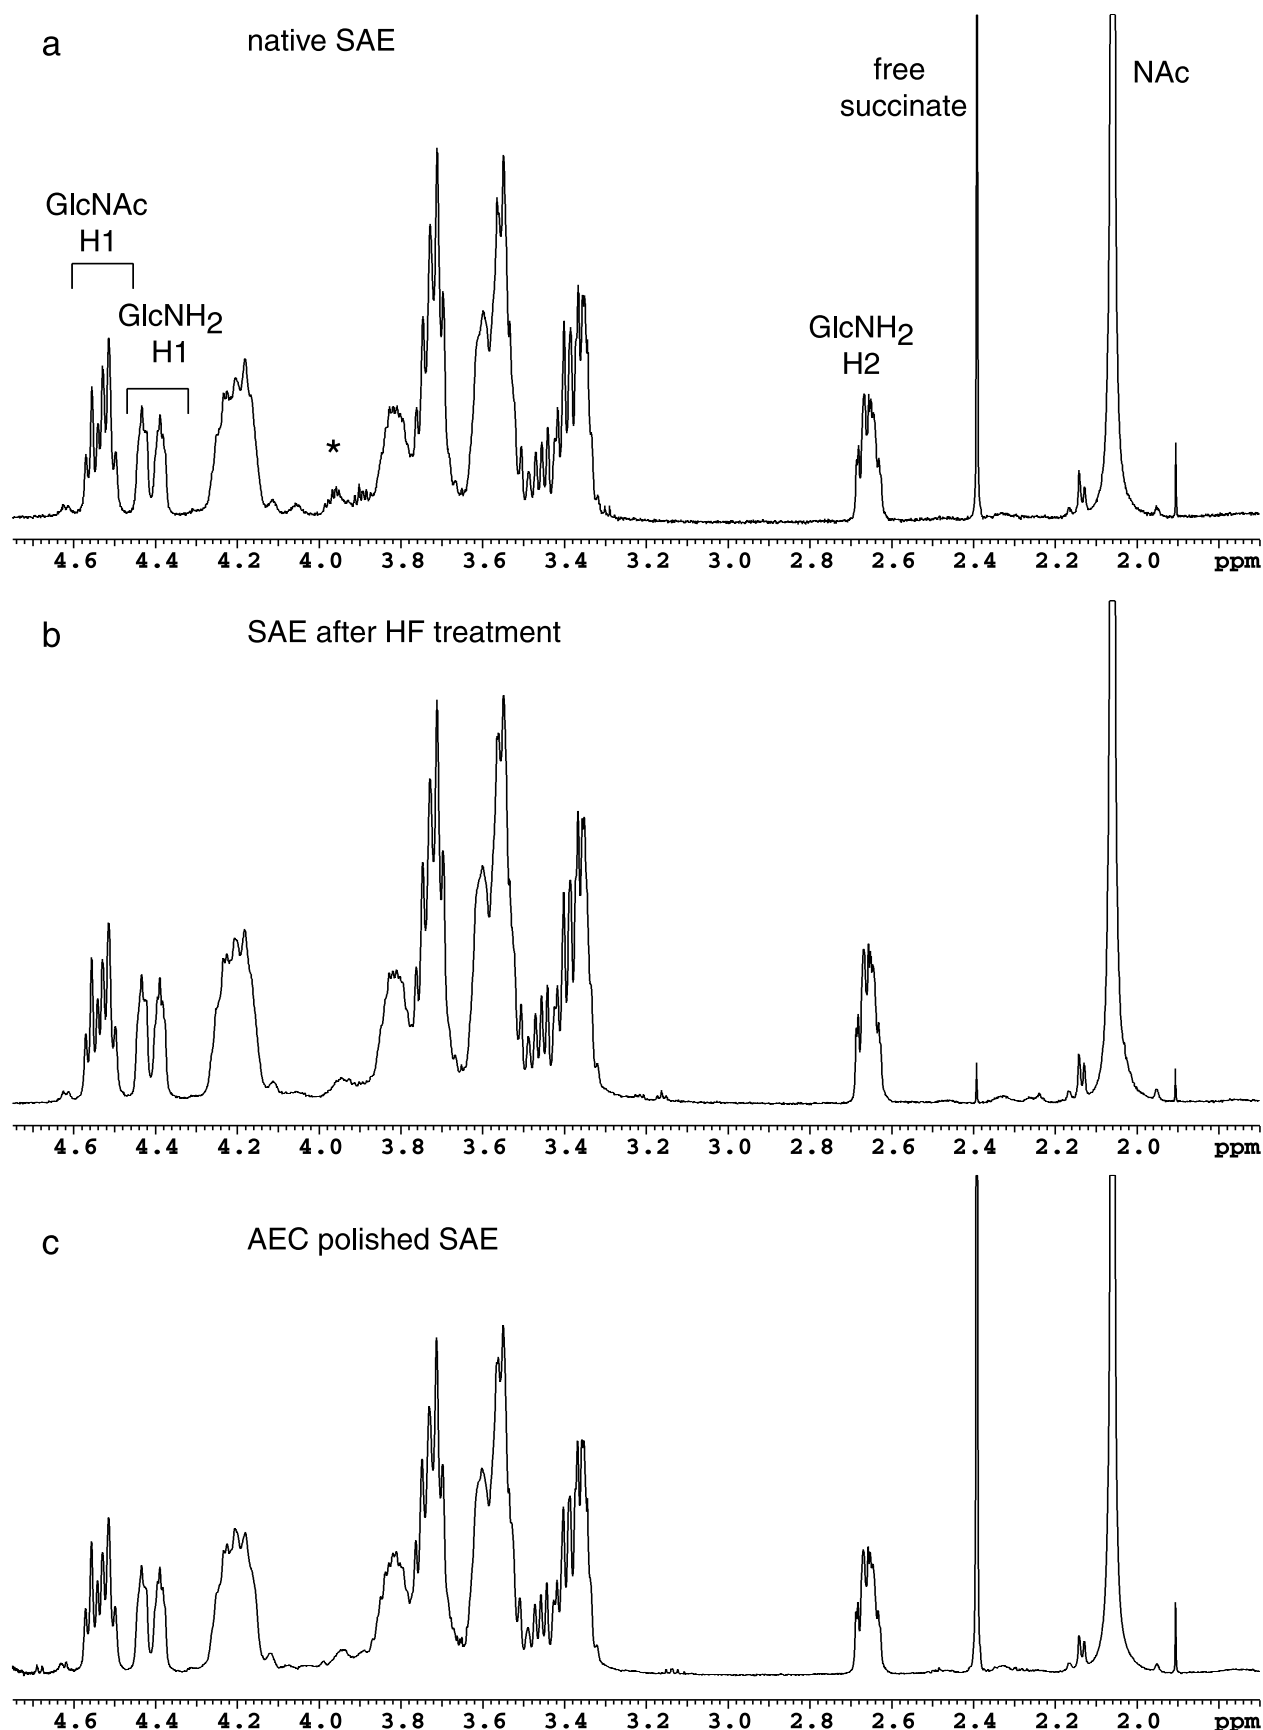 a native SAE
free
succinate
NAc
GlcNAc
H1
GlcNH2
H1
GlcNH2
H2
*
4.6 4.4 4.2 4.0 3.8 3.6 3.4 3.2 3.0 2.8 2.6 2.4 2.2 2.0 ppm
b SAE after HF treatment
4.6 4.4 4.2 4.0 3.8 3.6 3.4 3.2 3.0 2.8 2.6 2.4 2.2 2.0 ppm
c AEC polished SAE
4.6 4.4 4.2 4.0 3.8 3.6 3.4 3.2 3.0 2.8 2.6 2.4 2.2 2.0 ppm